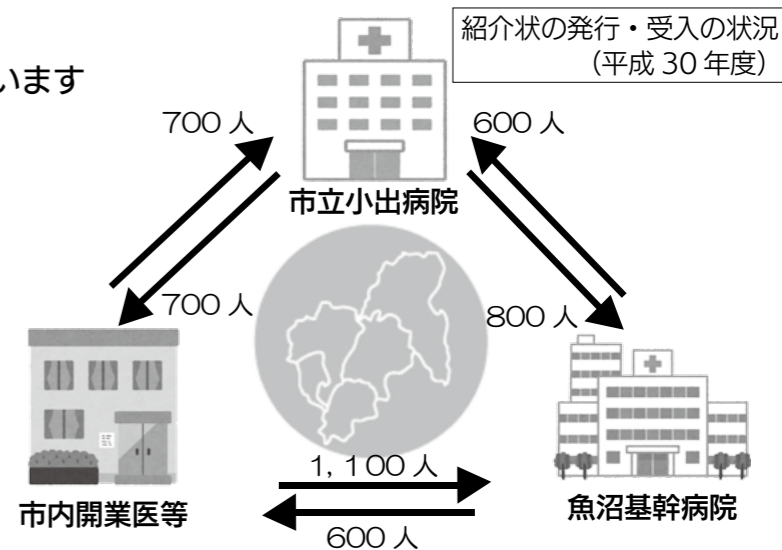 紹介状の発行・受入の状況
（平成 30 年度）
います
700 人
600 人
市立小出病院
700 人
800 人
1,100 人
市内開業医等
魚沼基幹病院
600 人